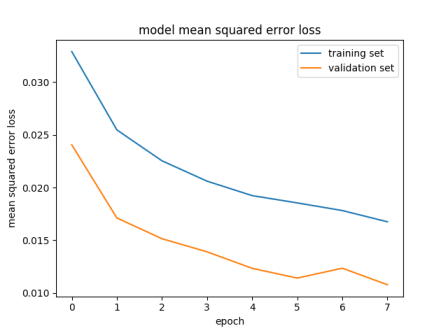 model mean squared error loss
training set
validation set
mean squared error loss
0.030
0.025
0.020
0.015
0.010
0 1 2 3 4 5 6 7
epoch